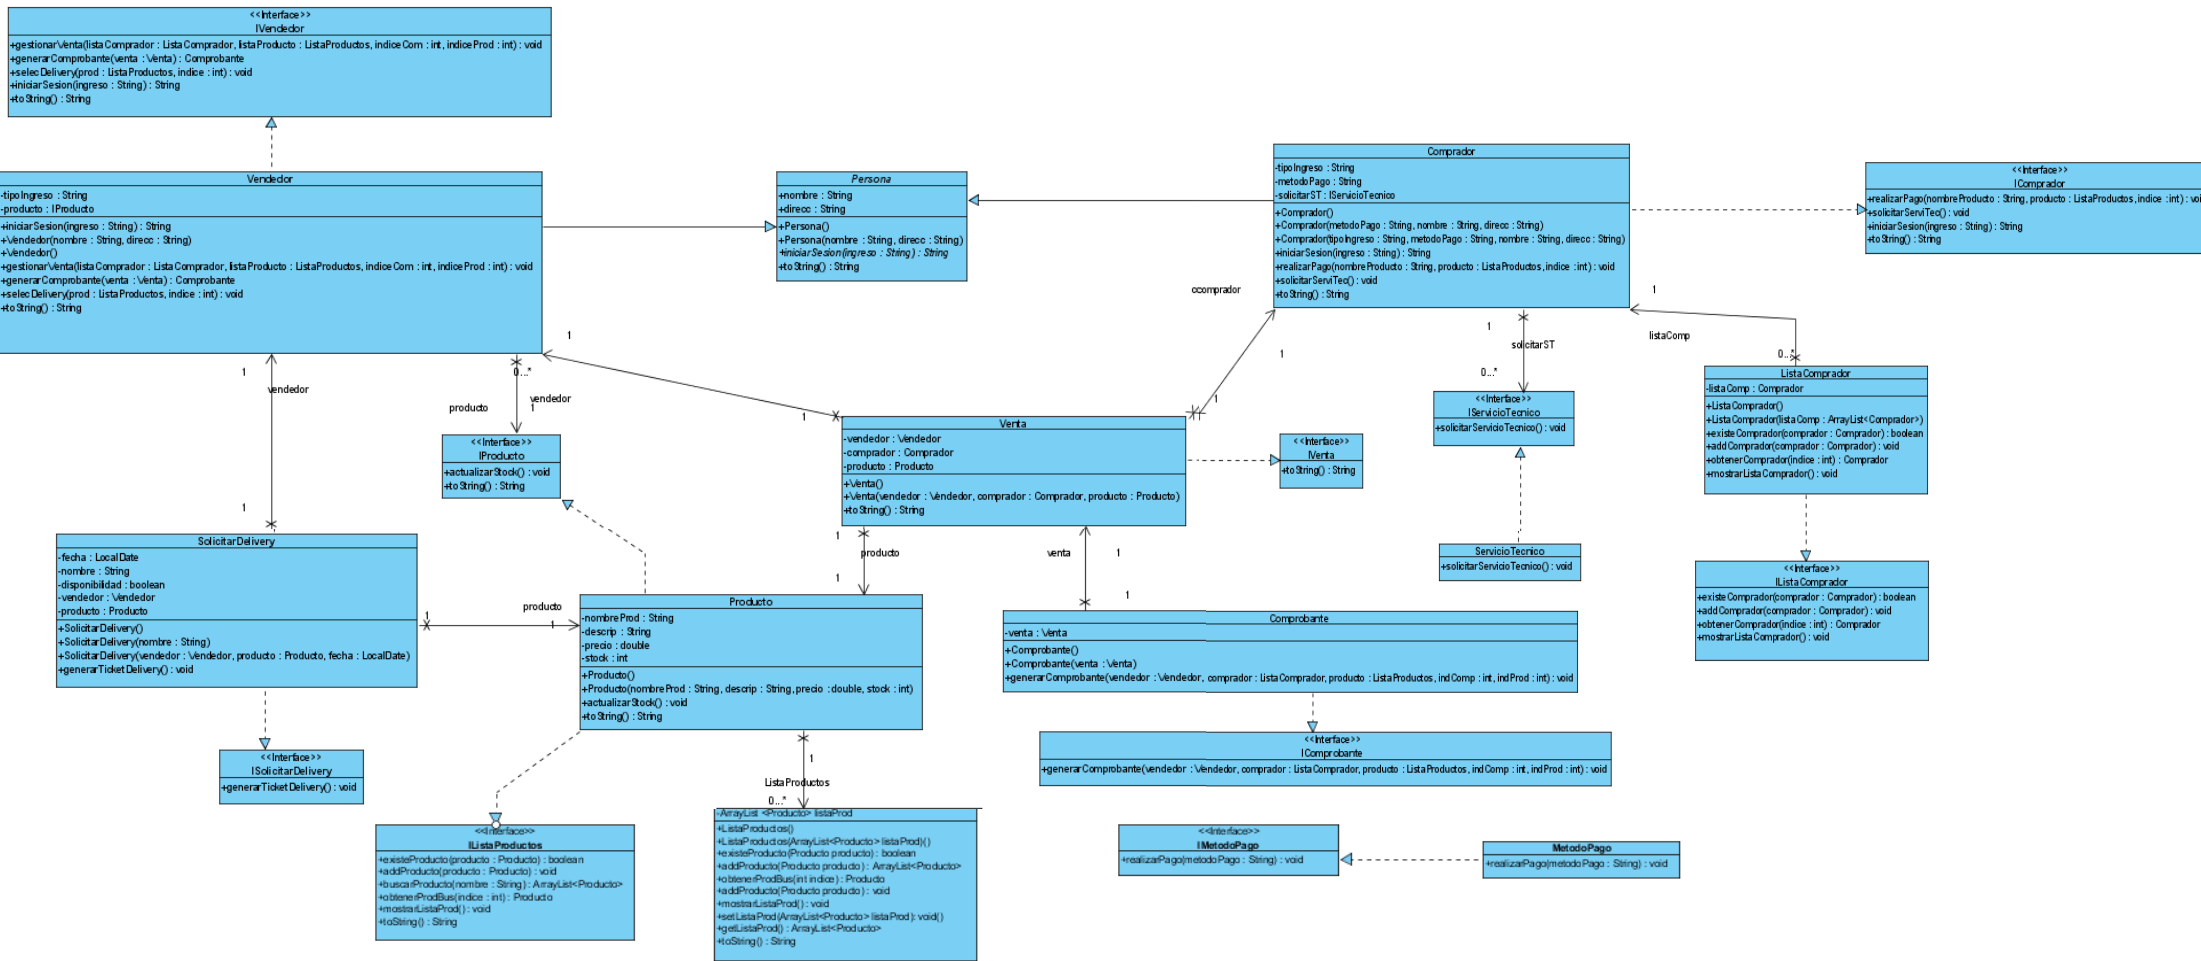 <<Interface>>
IVendedor
+gestionarVenta(listaComprador : ListaComprador, listaProducto : ListaProductos, indiceCom : int, indiceProd : int) : void
+generarComprobante(venta : Venta) : Comprobante
+selecDelivery(prod : ListaProductos, indice : int) : void
+iniciarSesion(ingreso : String) : String
+toString() : String
Vendedor
-tipoIngreso : String
-producto : IProducto
+iniciarSesion(ingreso : String) : String
+Vendedor(nombre : String, direcc : String)
+Vendedor()
+gestionarVenta(listaComprador : ListaComprador, listaProducto : ListaProductos, indiceCom : int, indiceProd : int) : void
+generarComprobante(venta : Venta) : Comprobante
+selecDelivery(prod : ListaProductos, indice : int) : void
+toString() : String
Persona
+nombre : String
+direcc : String
+Persona()
+Persona(nombre : String, direcc : String)
+iniciarSesion(ingreso : String) : String
+toString() : String
Comprador
-tipoIngreso : String
-metodoPago : String
-solicitarST : IServicioTecnico
+Comprador()
+Comprador(metodoPago : String, nombre : String, direcc : String)
+Comprador(tipoIngreso : String, metodoPago : String, nombre : String, direcc : String)
+iniciarSesion(ingreso : String) : String
+realizarPago(nombreProducto : String, producto : ListaProductos, indice : int) : void
+solicitarServiTec() : void
+toString() : String
<<Interface>>
IComprador
+realizarPago(nombreProducto : String, producto : ListaProductos, indice : int) : voi
+solicitarServiTec() : void
+iniciarSesion(ingreso : String) : String
+toString() : String
ccomprador
1
1
1
1
1
vendedor
1
0...*
producto
vendedor
1
1
1
solicitarST
0...*
1
listaComp
0...*
<<Interface>>
IProducto
+actualizarStock() : void
+toString() : String
Venta
-vendedor : Vendedor
-comprador : Comprador
-producto : Producto
+Venta()
+Venta(vendedor : Vendedor, comprador : Comprador, producto : Producto)
+toString() : String
<<Interface>>
IVenta
+toString() : String
<<Interface>>
IServicioTecnico
+solicitarServicioTecnico() : void
ListaComprador
-listaComp : Comprador
+ListaComprador()
+ListaComprador(listaComp : ArrayList<Comprador>)
+existeComprador(comprador : Comprador) : boolean
+addComprador(comprador : Comprador) : void
+obtenerComprador(indice : int) : Comprador
+mostrarListaComprador() : void
SolicitarDelivery
-fecha : LocalDate
-nombre : String
-disponibilidad : boolean
-vendedor : Vendedor
-producto : Producto
+SolicitarDelivery()
+SolicitarDelivery(nombre : String)
+SolicitarDelivery(vendedor : Vendedor, producto : Producto, fecha : LocalDate)
+generarTicketDelivery() : void
1
producto
1
1
producto
1
venta
1
1
ServicioTecnico
+solicitarServicioTecnico() : void
<<Interface>>
IListaComprador
+existeComprador(comprador : Comprador) : boolean
+addComprador(comprador : Comprador) : void
+obtenerComprador(indice : int) : Comprador
+mostrarListaComprador() : void
Producto
-nombreProd : String
-descrip : String
-precio : double
-stock : int
+Producto()
+Producto(nombreProd : String, descrip : String, precio : double, stock : int)
+actualizarStock() : void
+toString() : String
Comprobante
-venta : Venta
+Comprobante()
+Comprobante(venta : Venta)
+generarComprobante(vendedor : Vendedor, comprador : ListaComprador, producto : ListaProductos, indComp : int, indProd : int) : void
<<Interface>>
ISolicitarDelivery
+generarTicketDelivery() : void
<<Interface>>
IComprobante
+generarComprobante(vendedor : Vendedor, comprador : ListaComprador, producto : ListaProductos, indComp : int, indProd : int) : void
1
ListaProductos
0...*
<<Interface>>
IListaProductos
+existeProducto(producto : Producto) : boolean
+addProducto(producto : Producto) : void
+buscarProducto(nombre : String) : ArrayList<Producto>
+obtenerProdBus(indice : int) : Producto
+mostrarListaProd() : void
+toString() : String
-ArrayList <Producto> listaProd
+ListaProductos()
+ListaProductos(ArrayList<Producto> listaProd)()
+existeProducto(Producto producto) : boolean
+addProducto(Producto producto) : ArrayList<Producto>
+obtenerProdBus(int indice) : Producto
+addProducto(Producto producto) : void
+mostrarListaProd() : void
+setListaProd(ArrayList<Producto> listaProd): void()
+getListaProd() : ArrayList<Producto>
+toString() : String
<<Interface>>
IMetodoPago
+realizarPago(metodoPago : String) : void
MetodoPago
+realizarPago(metodoPago : String) : void